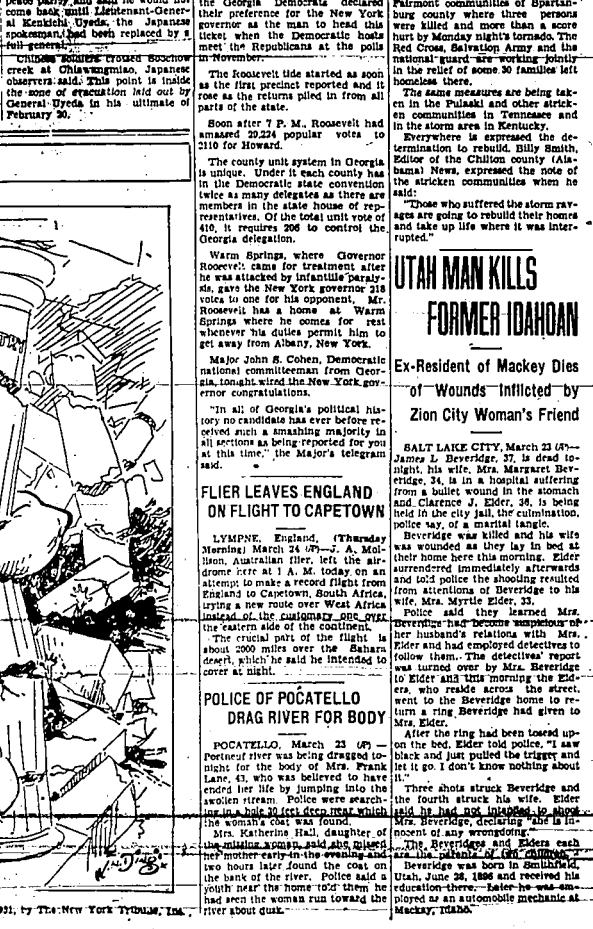 come back, until Lieutenant-Gener-
al Kenkichi Uyeda, the Japanese
spokesman, had been replaced by a
full general.
Chinese soldiers crossed Soochow
creek at Chiawngmiao, Japanese
observers said. This point is inside
the zone of evacuation laid out by
General Uyeda in his ultimate of
February 20.
1931, by The New York Tribune, Inc.
the Georgia Democrats declared
their preference for the New York
governor as the man to head this
ticket when the Democratic hosts
meet the Republicans at the polls
in November.
The Roosevelt tide started as soon
as the first precinct reported and it
rose as the returns piled in from all
parts of the state.
Soon after 7 P. M., Roosevelt had
amassed 20,224 popular votes to
2110 for Howard.
The county unit system in Georgia
is unique. Under it each county has
in the Democratic state convention
twice as many delegates as there are
members in the state house of rep-
resentatives. Of the total unit vote of
410, it requires 206 to control the
Georgia delegation.
Warm Springs, where Governor
Roosevelt came for treatment after
he was attacked by infantile paraly-
sis, gave the New York governor 218
votes to one for his opponent. Mr.
Roosevelt has a home at Warm
Springs where he comes for rest
whenever his duties permit him to
get away from Albany, New York.
Major John S. Cohen, Democratic
national committeeman from Geor-
gia, tonight wired the New York gov-
ernor congratulations.
"In all of Georgia's political his-
tory no candidate has ever before re-
ceived such a smashing majority in
all sections as being reported for you
at this time," the Major's telegram
said.
FLIER LEAVES ENGLAND
ON FLIGHT TO CAPETOWN
LYMPNE, England, (Thursday
Morning) March 24 (AP)—J. A. Mol-
lison, Australian flier, left the air-
drome here at 1 A. M. today on an
attempt to make a record flight from
England to Capetown, South Africa,
trying a new route over West Africa
instead of the customary one over
the eastern side of the continent.
The crucial part of the flight is
about 2000 miles over the Sahara
desert, which he said he intended to
cover at night.
POLICE OF POCATELLO
DRAG RIVER FOR BODY
POCATELLO, March 23 (AP)—
Portneuf river was being dragged to-
night for the body of Mrs. Frank
Lane, 43, who was believed to have
ended her life by jumping into the
swollen stream. Police were search-
ing in a hole 30 feet deep near which
the woman's coat was found.
Mrs. Katherine Hall, daughter of
the missing woman, said she missed
her mother early in the evening and
two hours later found the coat on
the bank of the river. Police said a
youth near the home told them he
had seen the woman run toward the
river about dusk.
Fairmont communities of Spartan-
burg county where three persons
were killed and more than a score
hurt by Monday night's tornado. The
Red Cross, Salvation Army and the
national guard are working jointly
in the relief of some 30 families left
homeless there.
The same measures are being tak-
en in the Pulaski and other strick-
en communities in Tennessee and
in the storm area in Kentucky.
Everywhere is expressed the de-
termination to rebuild. Billy Smith,
Editor of the Chilton county (Ala-
bama) News, expressed the note of
the stricken communities when he
said:
"Those who suffered the storm rav-
ages are going to rebuild their homes
and take up life where it was inter-
rupted."
UTAH MAN KILLS
FORMER IDAHOAN
Ex-Resident of Mackey Dies
of Wounds Inflicted by
Zion City Woman's Friend
SALT LAKE CITY, March 23 (AP)—
James L. Beveridge, 37, is dead to-
night, his wife, Mrs. Margaret Bev-
eridge, 34, is in a hospital suffering
from a bullet wound in the stomach
and Clarence J. Elder, 36, is being
held in the city jail, the culmination,
police say, of a marital tangle.
Beveridge was killed and his wife
was wounded as they lay in bed at
their home here this morning. Elder
surrendered immediately afterwards
and told police the shooting resulted
from attentions of Beveridge to his
wife, Mrs. Myrtle Elder, 33.
Police said they learned Mrs.
Beveridge had become suspicious of
her husband's relations with Mrs.
Elder and had employed detectives to
follow them. The detectives' report
was turned over by Mrs. Beveridge
to Elder and this morning the Eld-
ers, who reside across the street,
went to the Beveridge home to re-
turn a ring Beveridge had given to
Mrs. Elder.
After the ring had been tossed up-
on the bed, Elder told police, "I saw
black and just pulled the trigger and
let it go. I don't know nothing about
it."
Three shots struck Beveridge and
the fourth struck his wife. Elder
said he had not intended to shoot
Mrs. Beveridge, declaring "she is in-
nocent of any wrongdoing."
The Beveridges and Elders each
are the parents of two children.
Beveridge was born in Smithfield,
Utah, June 28, 1896 and received his
education there. Later he was em-
ployed as an automobile mechanic at
Mackay, Idaho.